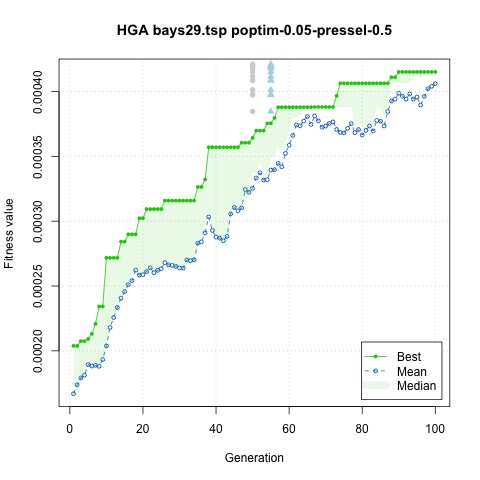 HGA bays29.tsp poptim-0.05-pressel-0.5
Fitness value
0.00040
0.00035
0.00030
0.00025
0.00020
Best
Mean
Median
0 20 40 60 80 100
Generation